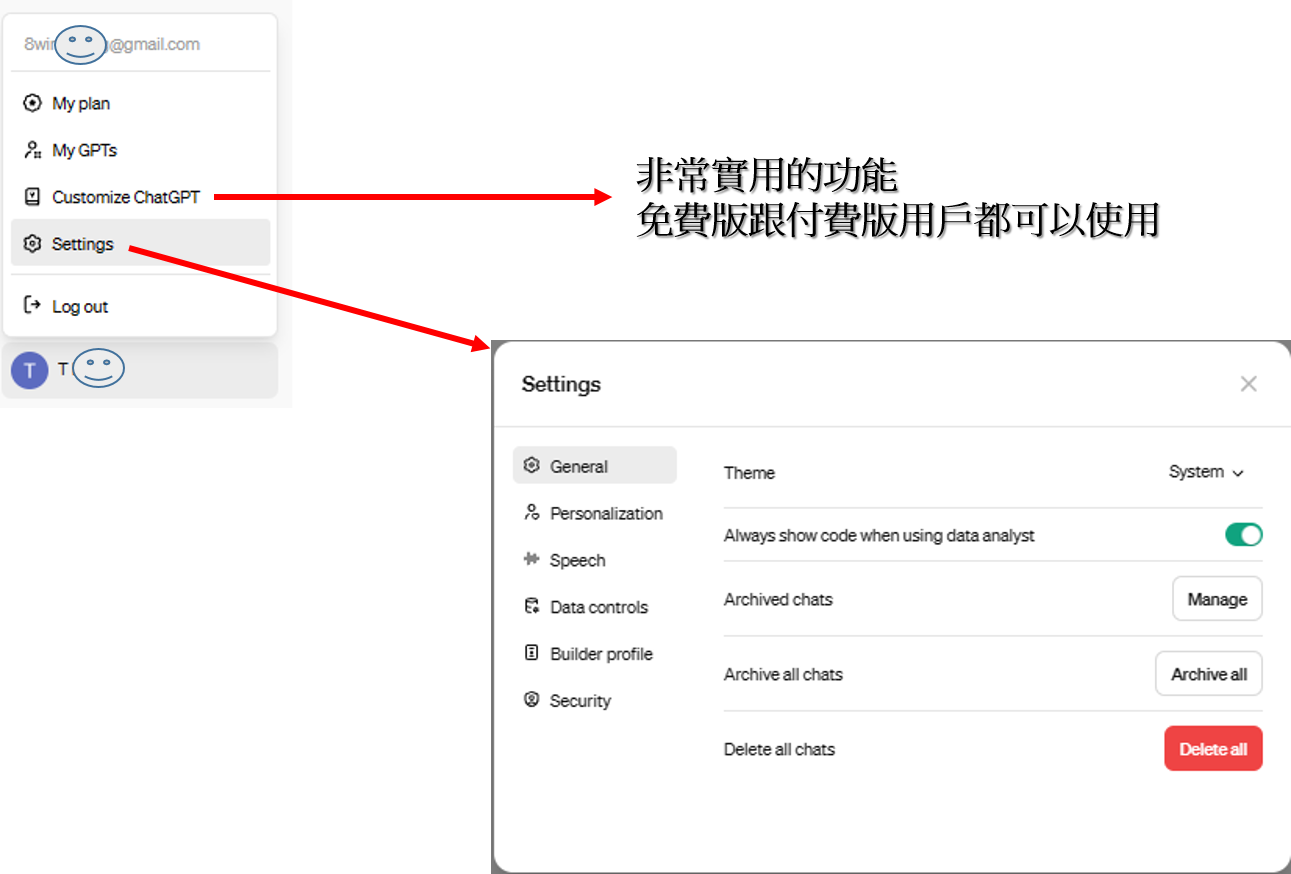 8wi @gmail.com
My plan
My GPTs
Customize ChatGPT
Settings
Log out
T
T
非常實用的功能
免費版跟付費版用戶都可以使用
Settings
General
Personalization
Speech
Data controls
Builder profile
Security
Theme
System
Always show code when using data analyst
Archived chats
Manage
Archive all chats
Archive all
Delete all chats
Delete all